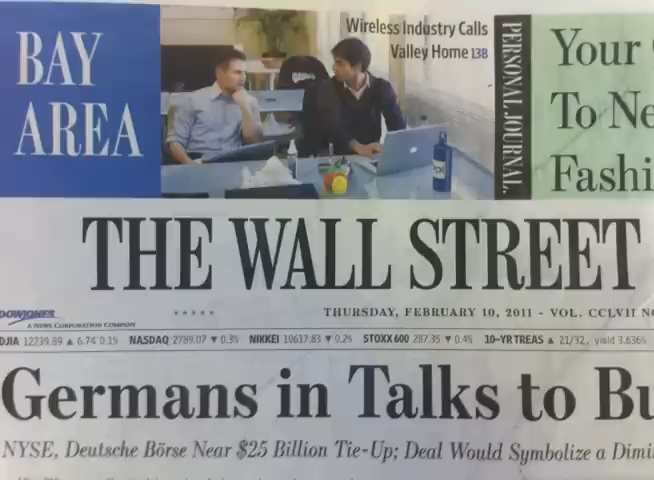 BAY
AREA
Wireless Industry Calls
Valley Home 13B
PERSONAL JOURNAL.
Your
To Ne
Fashi
THE WALL STREET
DOWJONES
A NEWS CORPORATION COMPANY
★★★★★
THURSDAY, FEBRUARY 10, 2011 - VOL. CCLVII NO
DJIA 12239.89 ▲ 6.74 0.1% NASDAQ 2789.07 ▼ 0.3% NIKKEI 10617.83 ▼ 0.2% STOXX 600 287.35 ▼ 0.4% 10-YR TREAS ▲ 21/32, yield 3.636%
Germans in Talks to Bu
NYSE, Deutsche Börse Near $25 Billion Tie-Up; Deal Would Symbolize a Dimi